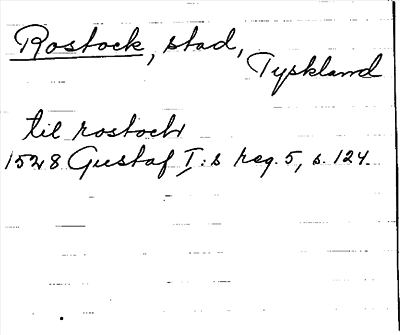 Rostock, stad,
Tyskland
til rostock
1528 Gustaf I:s reg. 5, s. 124.